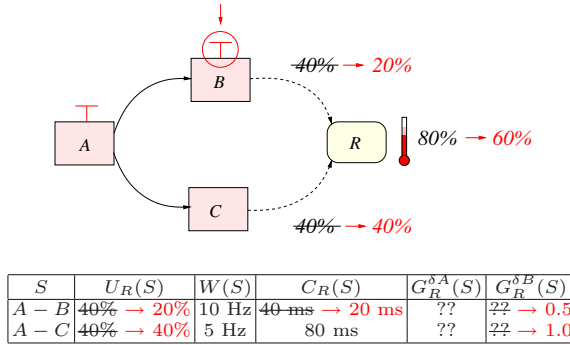 B
40% → 20%
A
R
80% → 60%
C
40% → 40%
S U_R(S) W(S) C_R(S) G_R^{δA}(S) G_R^{δB}(S)
A − B 40% → 20% 10 Hz 40 ms → 20 ms ?? ?? → 0.5
A − C 40% → 40% 5 Hz 80 ms ?? ?? → 1.0